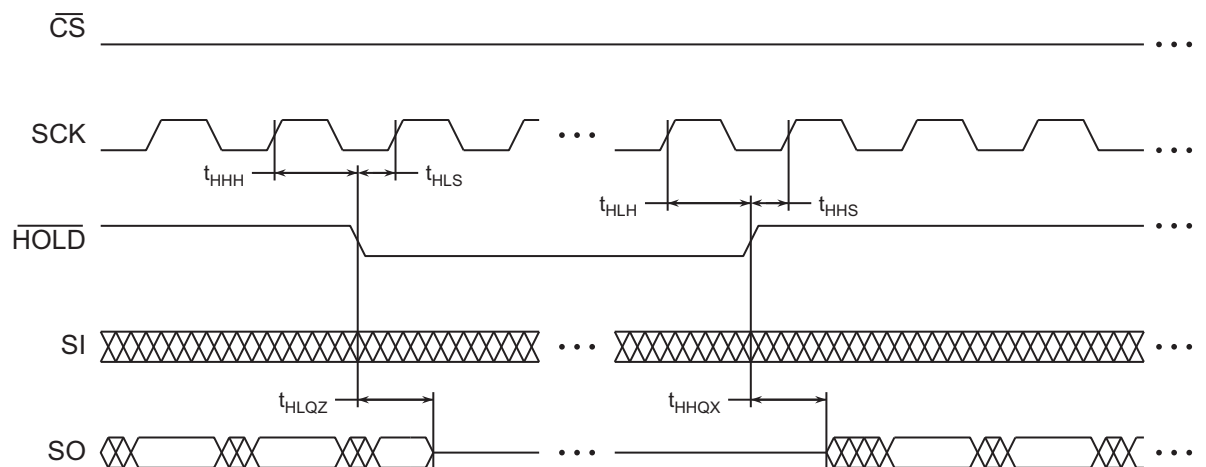 CS
SCK
tHHH
tHLS
tHLH
tHHS
HOLD
SI
tHLQZ
tHHQX
SO